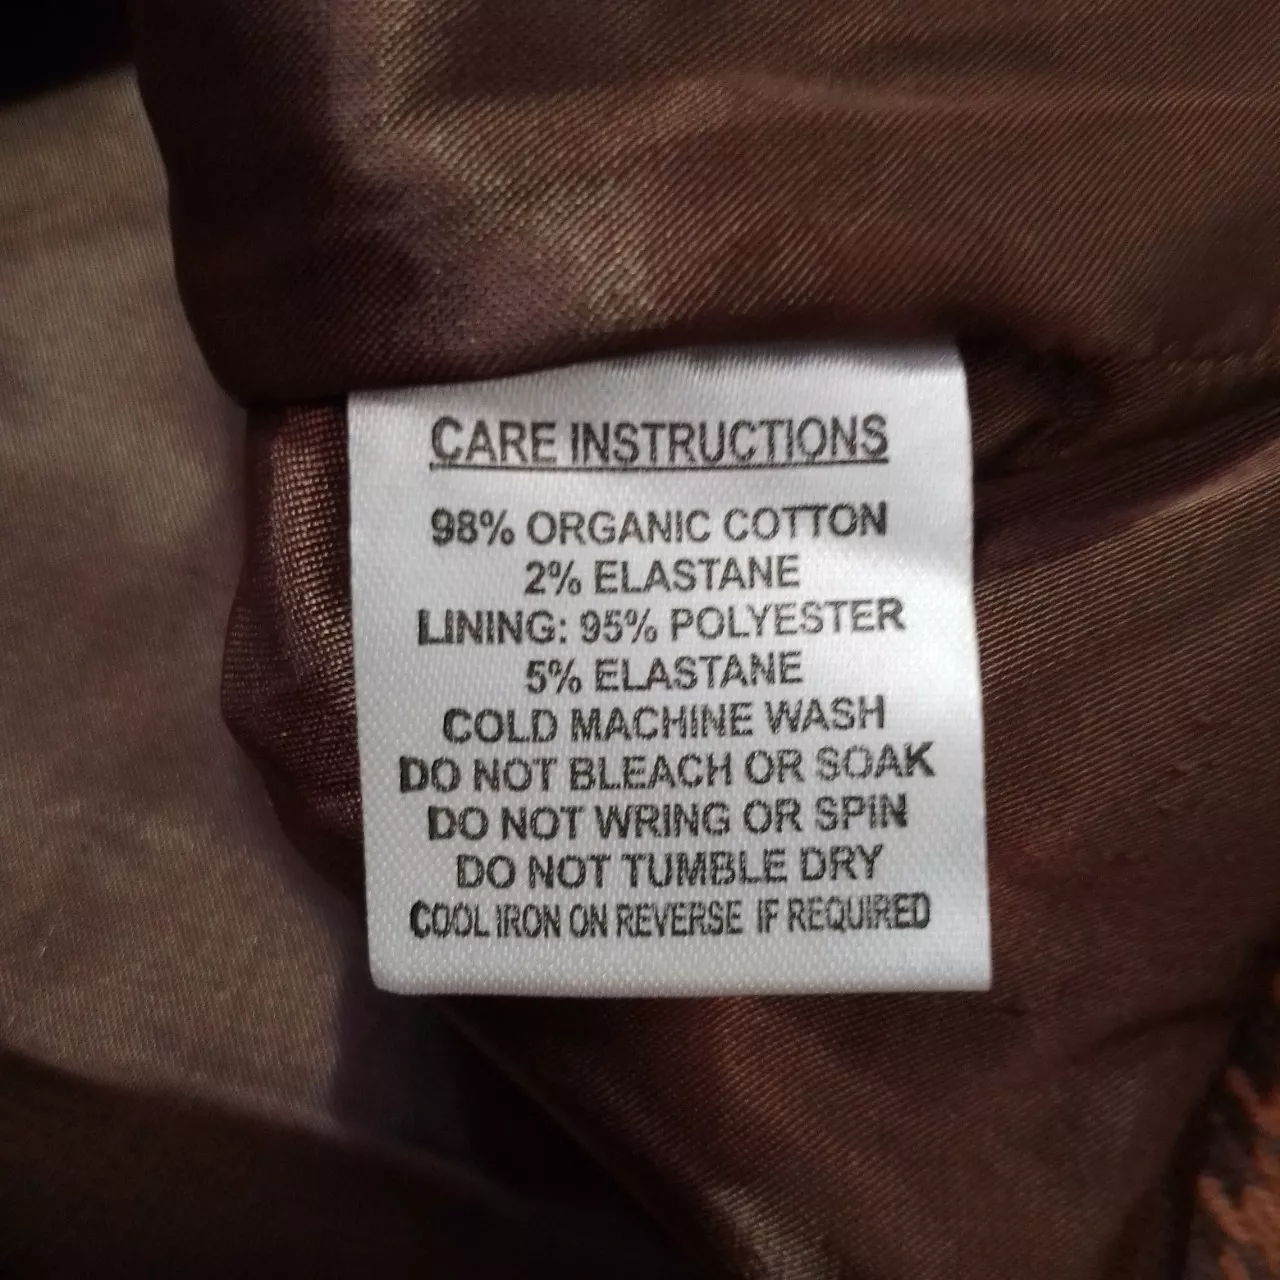 CARE INSTRUCTIONS
98% ORGANIC COTTON
2% ELASTANE
LINING: 95% POLYESTER
5% ELASTANE
COLD MACHINE WASH
DO NOT BLEACH OR SOAK
DO NOT WRING OR SPIN
DO NOT TUMBLE DRY
COOL IRON ON REVERSE IF REQUIRED